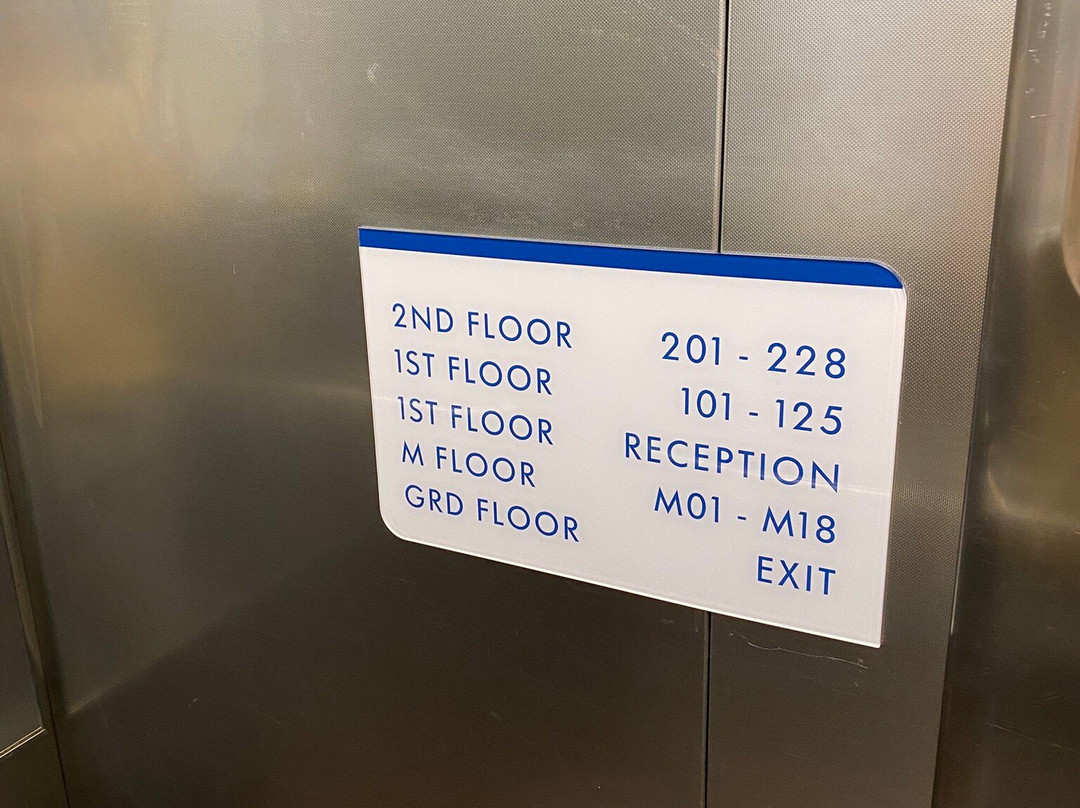 2ND FLOOR 201 - 228
1ST FLOOR 101 - 125
1ST FLOOR RECEPTION
M FLOOR M01 - M18
GRD FLOOR EXIT